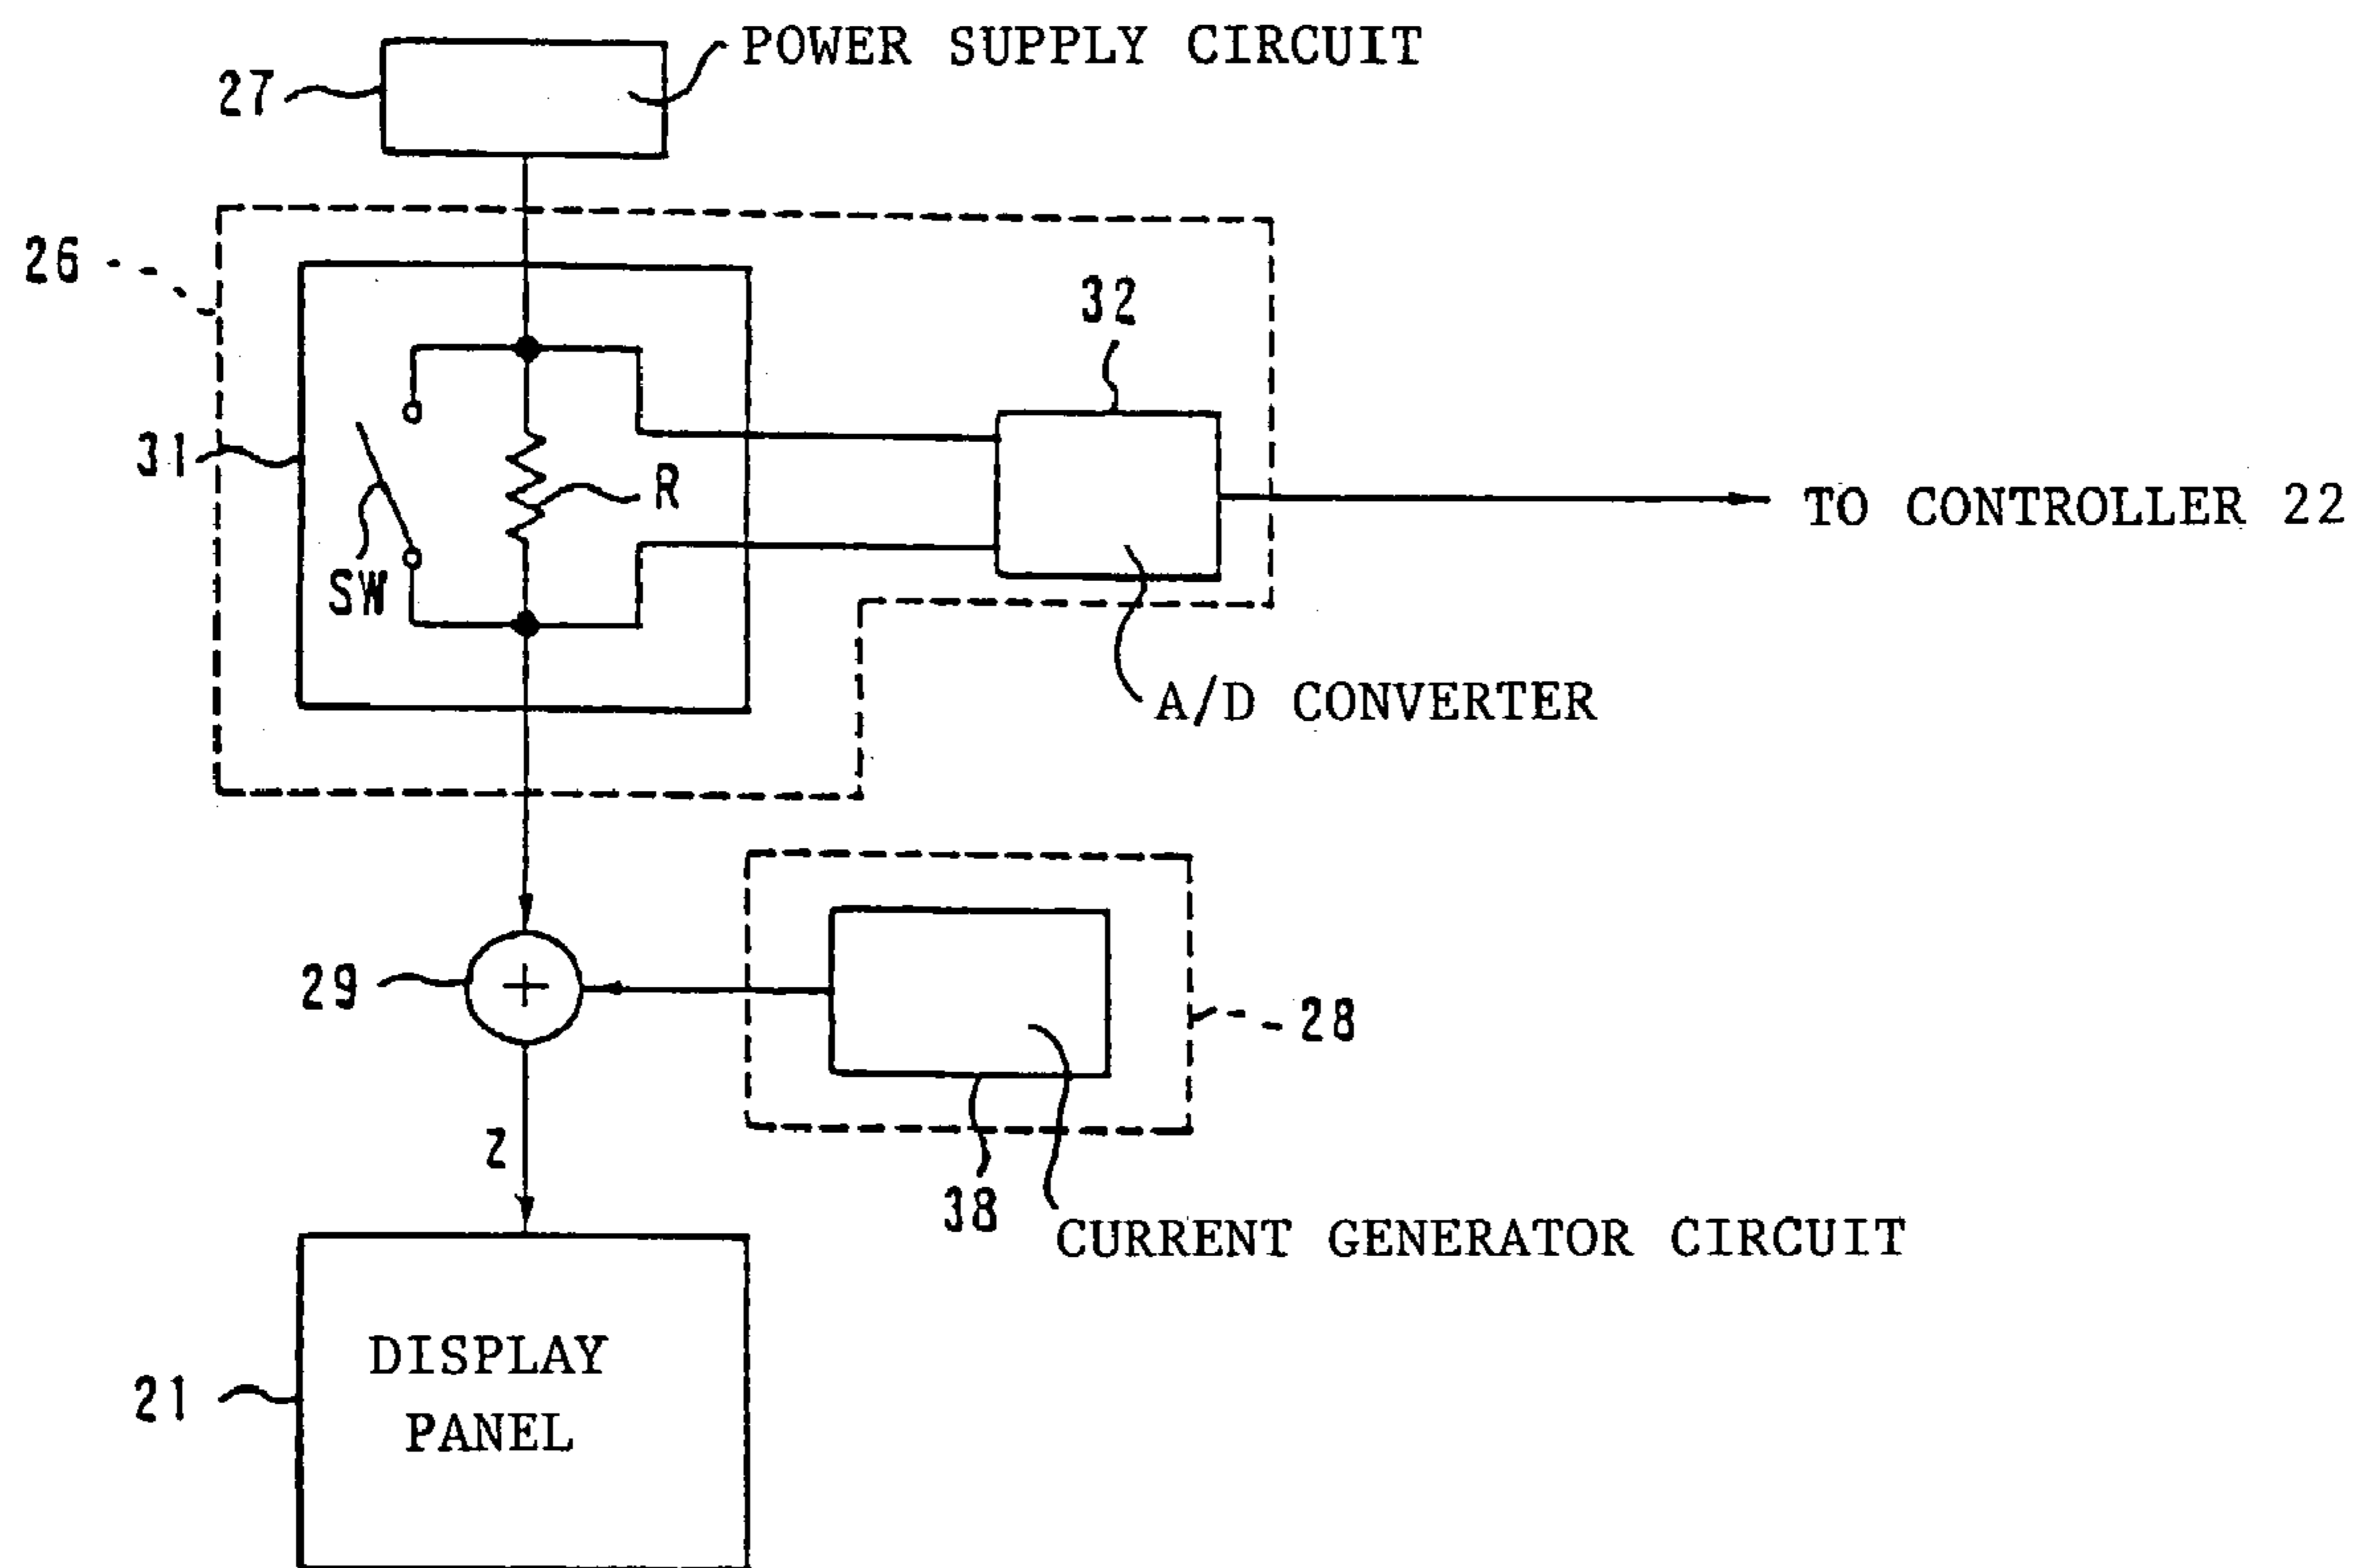 27
POWER SUPPLY CIRCUIT
26
32
31
R
SW
TO CONTROLLER 22
A/D CONVERTER
29
+
28
Z
38
CURRENT GENERATOR CIRCUIT
21
DISPLAY
PANEL